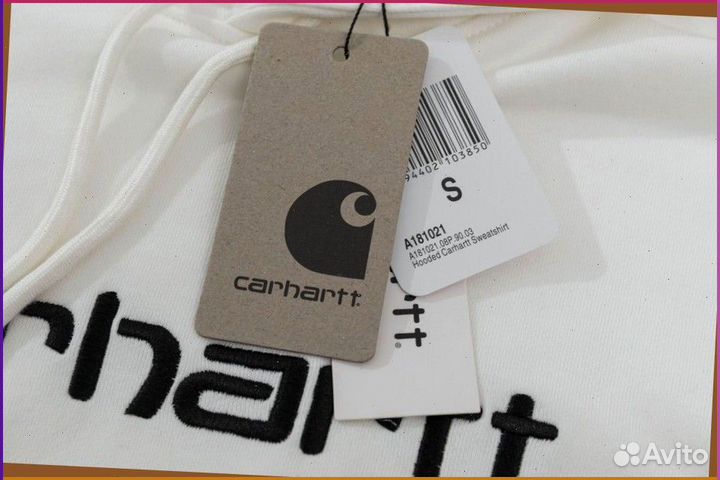 94402"103850
S
A181021
A181021.08P.90.03
Hooded Carhartt Sweatshirt
carhartt
rhartt
Avito